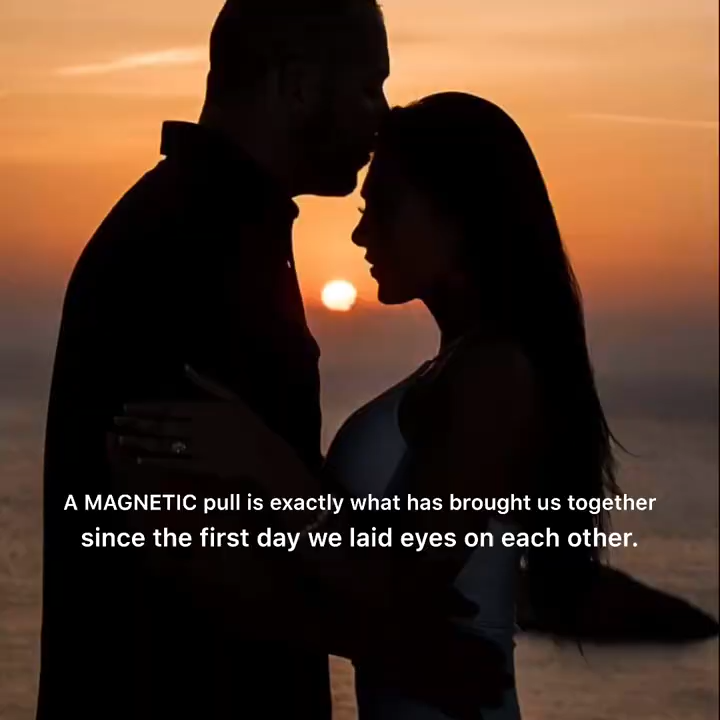 A MAGNETIC pull is exactly what has brought us together
since the first day we laid eyes on each other.